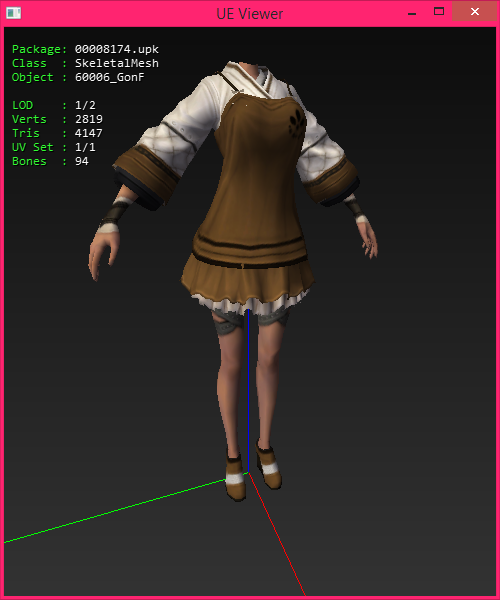 UE Viewer
Package: 00008174.upk
Class : SkeletalMesh
Object : 60006_GonF
LOD : 1/2
Verts : 2819
Tris : 4147
UV Set : 1/1
Bones : 94